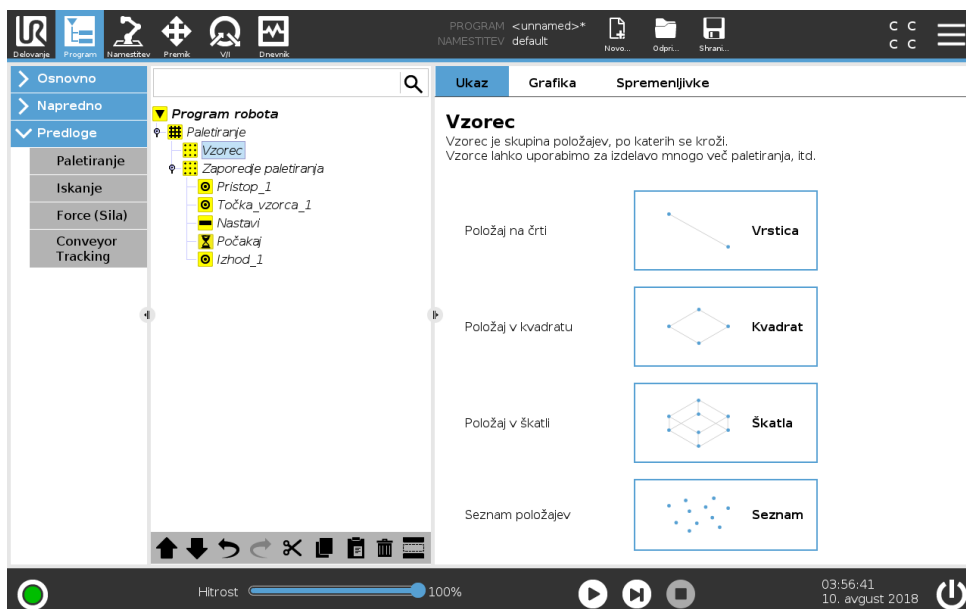 UR
Delovanje Program Namestitev Premik V/I Dnevnik
PROGRAM <unnamed>*
NAMESTITEV default
Novo... Odpri... Shrani...
C C
C C
Osnovno
Napredno
Predloge
Paletiranje
Iskanje
Force (Sila)
Conveyor
Tracking
Program robota
Paletiranje
Vzorec
Zaporedje paletiranja
Pristop_1
Točka_vzorca_1
Nastavi
Počakaj
Izhod_1
Ukaz Grafika Spremenljivke
Vzorec
Vzorec je skupina položajev, po katerih se kroži.
Vzorce lahko uporabimo za izdelavo mnogo več paletiranja, itd.
Položaj na črti Vrstica
Položaj v kvadratu Kvadrat
Položaj v škatli Škatla
Seznam položajev Seznam
Hitrost 100%
03:56:41
10. avgust 2018